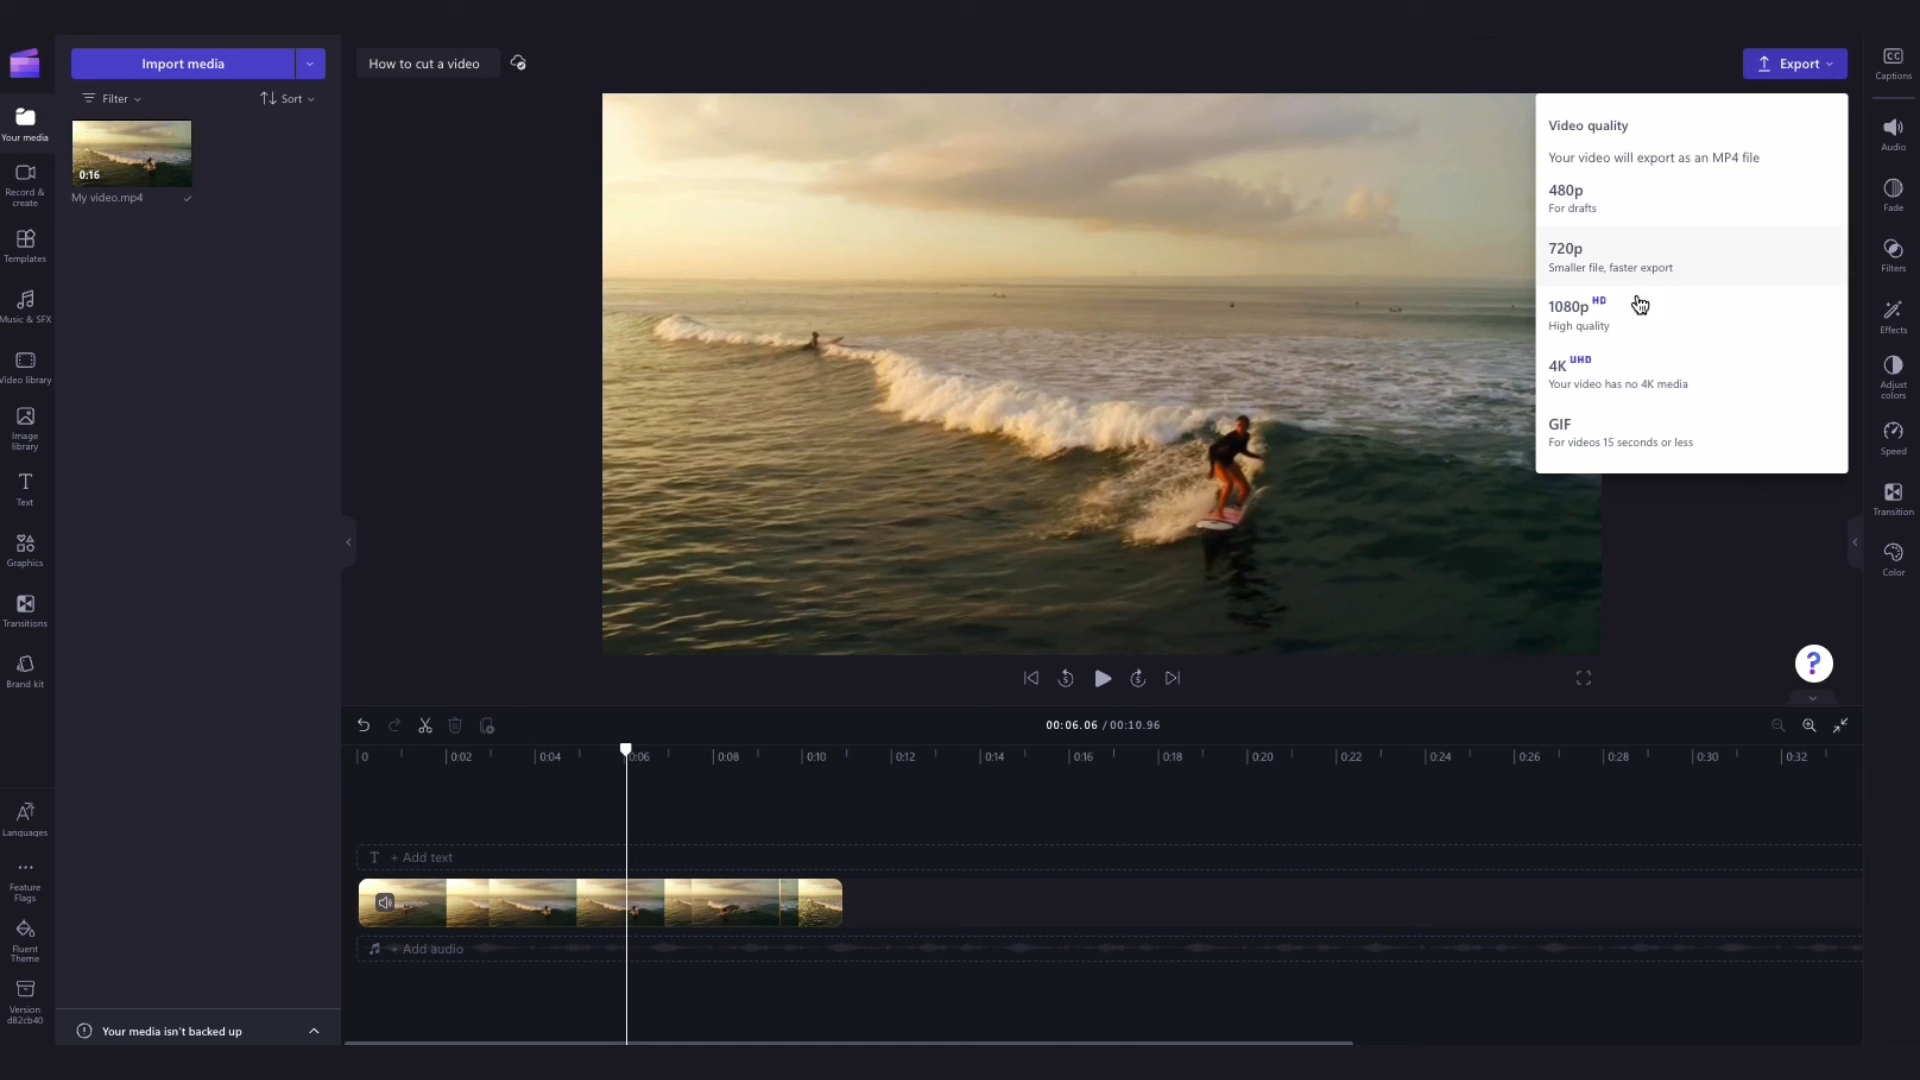 Import media
How to cut a video
Export
Captions
Filter
Sort
Your media
0:16
My video.mp4
Record &
create
Templates
Music & SFX
Video library
Image
library
Text
Graphics
Transitions
Brand kit
Languages
Feature
Flags
Fluent
Theme
Version
d82cb40
Your media isn't backed up
Video quality
Your video will export as an MP4 file
480p
For drafts
720p
Smaller file, faster export
1080p HD
High quality
4K UHD
Your video has no 4K media
GIF
For videos 15 seconds or less
CC
Audio
Fade
Filters
Effects
Adjust
colors
Speed
Transition
Color
?
5
5
00:06.06 / 00:10.96
0 0:02 0:04 0:06 0:08 0:10 0:12 0:14 0:16 0:18 0:20 0:22 0:24 0:26 0:28 0:30 0:32
T + Add text
+ Add audio